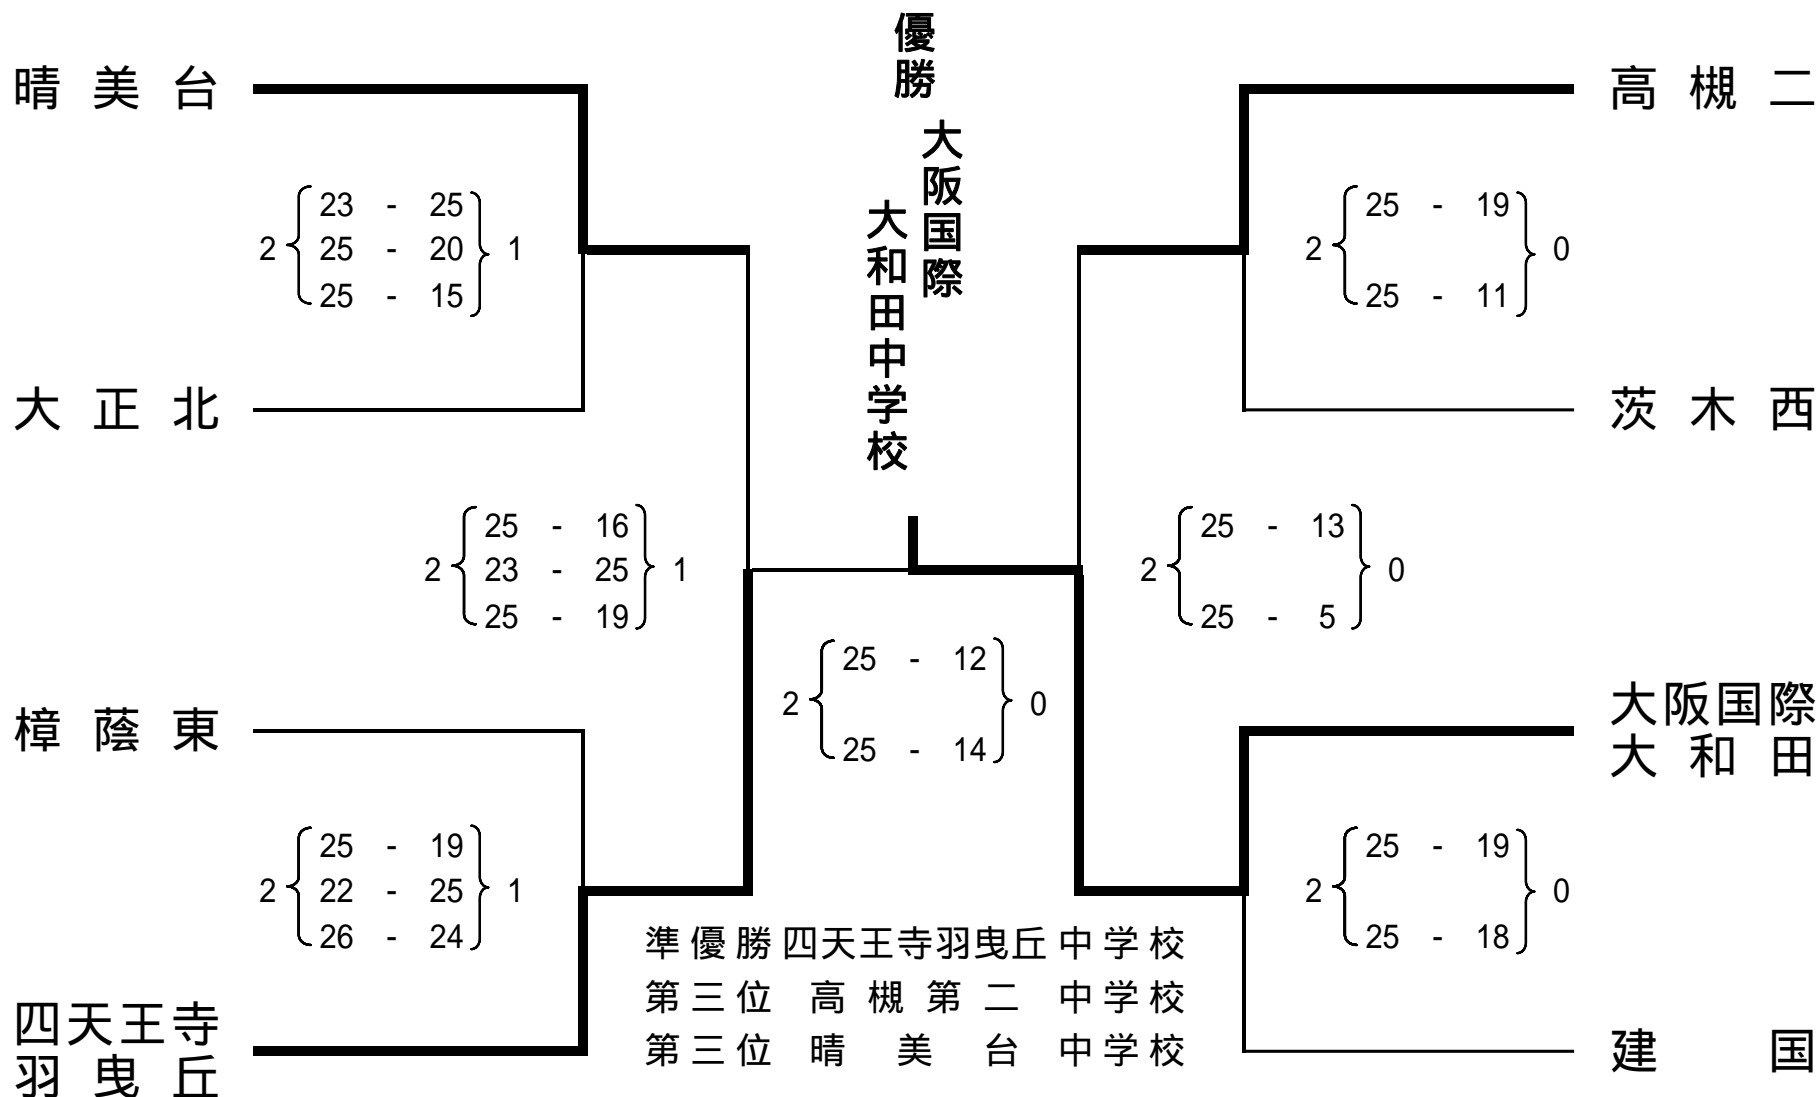 優勝
大阪国際
大和田中学校
晴美台
2 23 - 25 1
25 - 20
25 - 15
大正北
2 25 - 16 1
23 - 25
25 - 19
樟蔭東
2 25 - 19 1
22 - 25
26 - 24
四天王寺
羽曳丘
2 25 - 12 0
25 - 14
高槻二
2 25 - 19 0
25 - 11
茨木西
2 25 - 13 0
25 - 5
大阪国際
大和田
2 25 - 19 0
25 - 18
建国
準優勝 四天王寺羽曳丘 中学校
第三位 高槻第二 中学校
第三位 晴美台 中学校